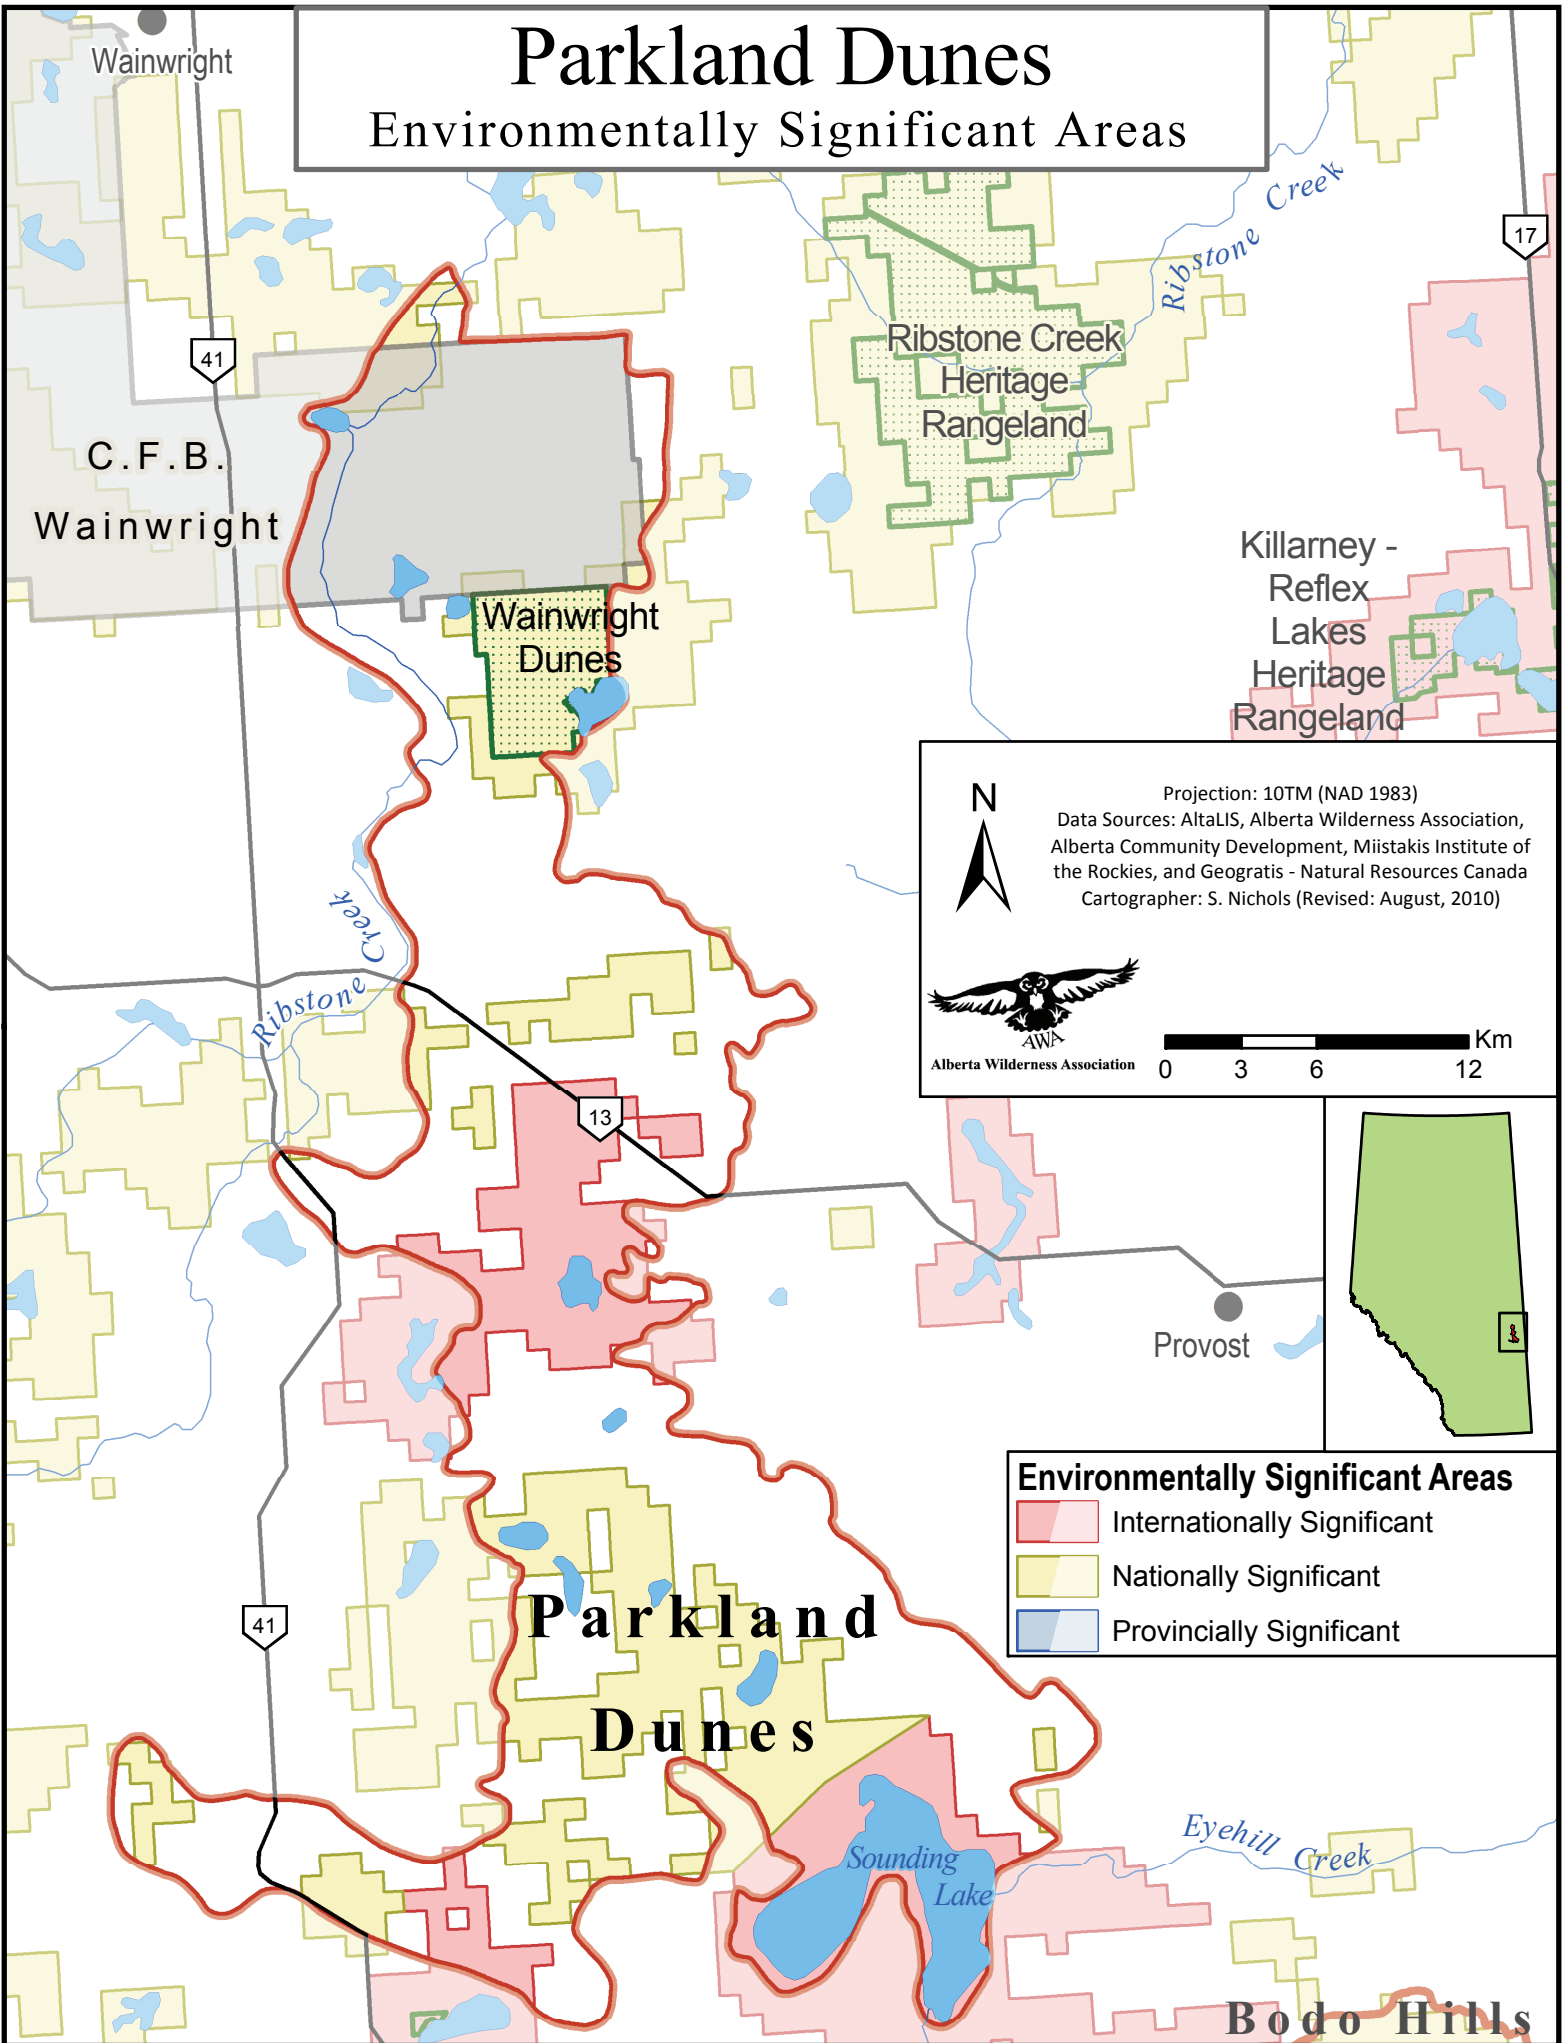 Parkland Dunes
Environmentally Significant Areas
Wainwright
Ribstone Creek
17
41
Ribstone Creek
Heritage
Rangeland
C.F.B.
Wainwright
Killarney -
Reflex
Lakes
Heritage
Rangeland
Wainwright
Dunes
N
Projection: 10TM (NAD 1983)
Data Sources: AltaLIS, Alberta Wilderness Association,
Alberta Community Development, Miistakis Institute of
the Rockies, and Geogratis - Natural Resources Canada
Cartographer: S. Nichols (Revised: August, 2010)
Ribstone Creek
AWA
Alberta Wilderness Association
Km
0 3 6 12
13
Provost
Environmentally Significant Areas
Internationally Significant
Nationally Significant
Provincially Significant
41
Parkland
Dunes
Sounding
Lake
Eyehill Creek
Bodo Hills